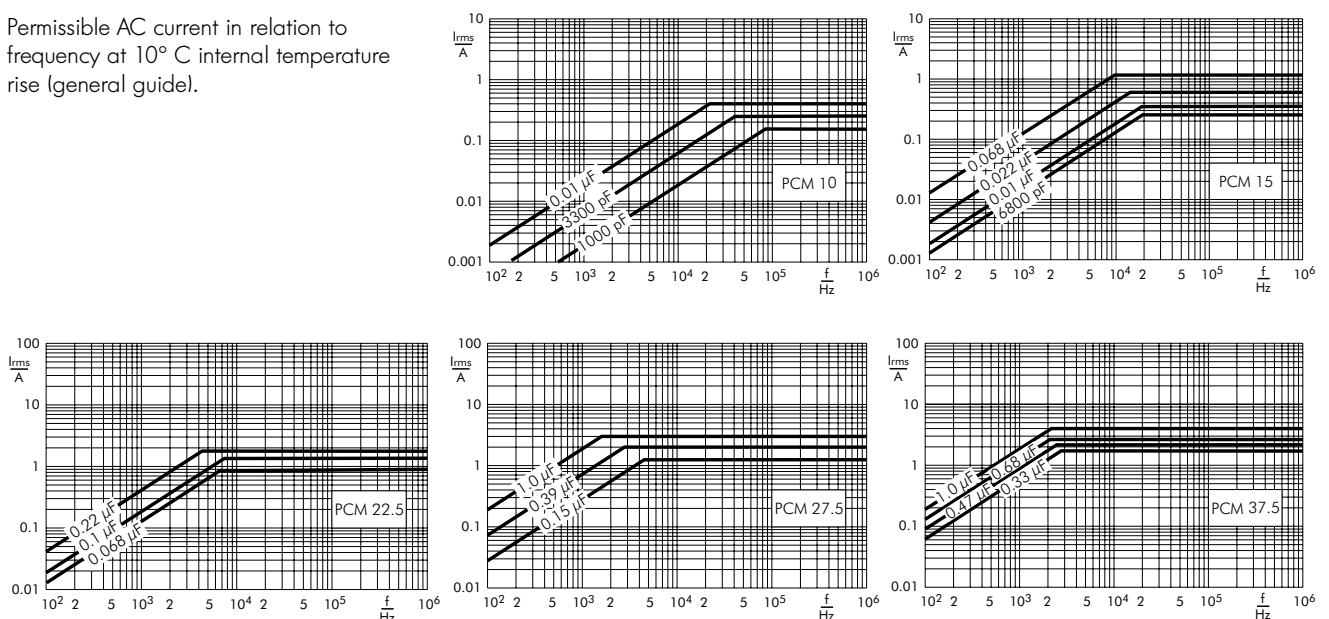 Permissible AC current in relation to
frequency at 10° C internal temperature
rise (general guide).
10
Irms
A
1
0.1
0.01
0.001
0.01 µF
3300 pF
1000 pF
PCM 10
10² 2 5 10³ 2 5 10⁴ 2 5 10⁵ f 10⁶
Hz
10
Irms
A
1
0.1
0.01
0.001
0.068 µF
0.022 µF
0.01 µF
6800 pF
PCM 15
10² 2 5 10³ 2 5 10⁴ 2 5 10⁵ f 10⁶
Hz
100
Irms
A
10
1
0.1
0.01
0.22 µF
0.1 µF
0.068 µF
PCM 22.5
10² 2 5 10³ 2 5 10⁴ 2 5 10⁵ f 10⁶
Hz
100
Irms
A
10
1
0.1
0.01
1.0 µF
0.39 µF
0.15 µF
PCM 27.5
10² 2 5 10³ 2 5 10⁴ 2 5 10⁵ f 10⁶
Hz
100
Irms
A
10
1
0.1
0.01
1.0 µF
0.68 µF
0.47 µF
0.33 µF
PCM 37.5
10² 2 5 10³ 2 5 10⁴ 2 5 10⁵ f 10⁶
Hz